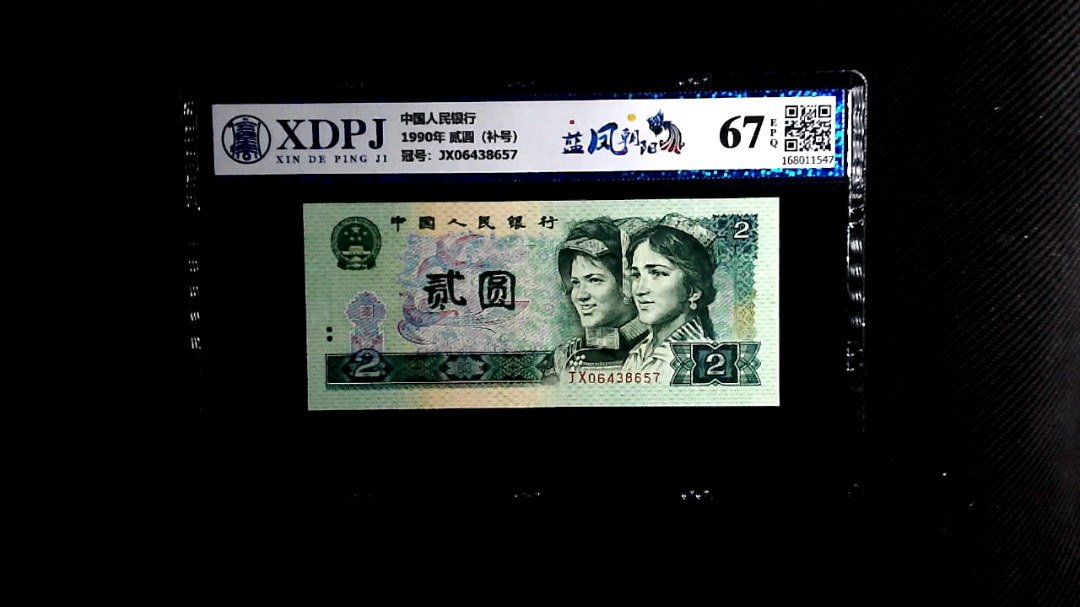 XDPJ
XIN DE PING JI
中国人民银行
1990年 贰圆（补号）
冠号：JX06438657
蓝凤朝阳
67
EPQ
168011547
中国人民银行
贰圆
2
2
2
JX06438657